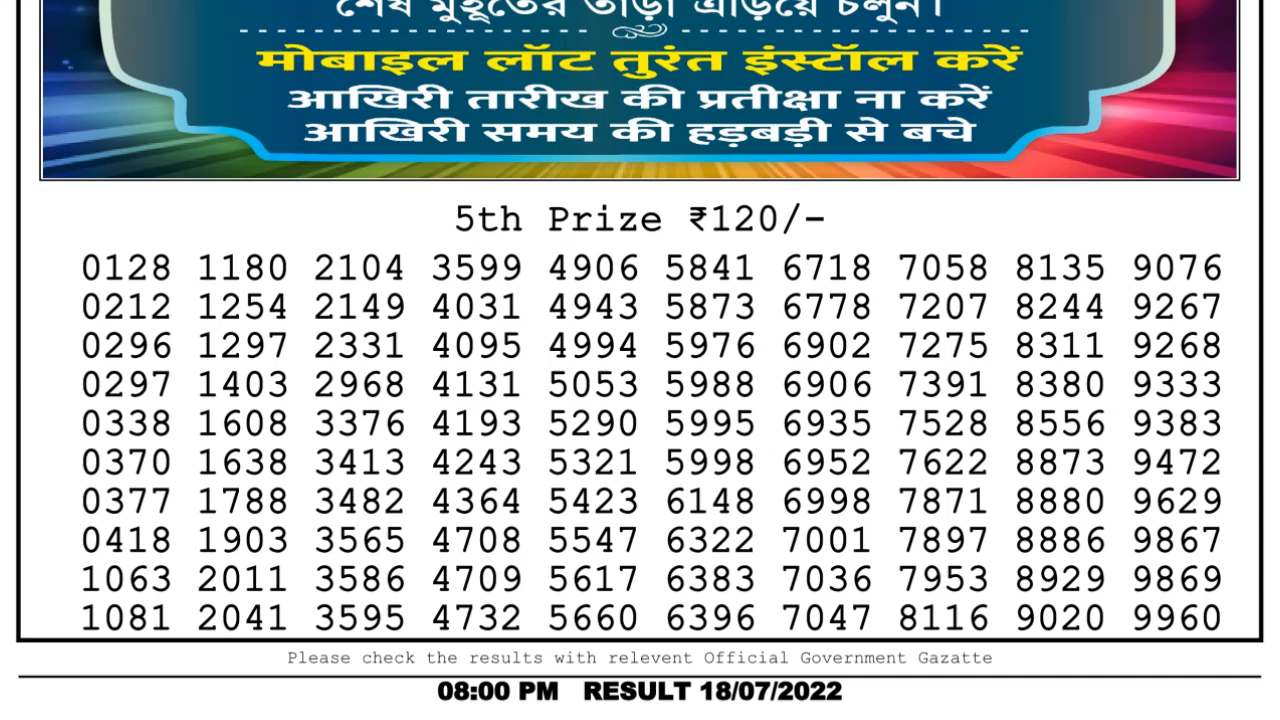 শেষ মুহূর্তের তাড়া এড়িয়ে চলুন।
मोबाइल लॉट तुरंत इंस्टॉल करें
आखिरी तारीख की प्रतीक्षा ना करें
आखिरी समय की हड़बड़ी से बचे
5th Prize ₹120/-
0128 1180 2104 3599 4906 5841 6718 7058 8135 9076
0212 1254 2149 4031 4943 5873 6778 7207 8244 9267
0296 1297 2331 4095 4994 5976 6902 7275 8311 9268
0297 1403 2968 4131 5053 5988 6906 7391 8380 9333
0338 1608 3376 4193 5290 5995 6935 7528 8556 9383
0370 1638 3413 4243 5321 5998 6952 7622 8873 9472
0377 1788 3482 4364 5423 6148 6998 7871 8880 9629
0418 1903 3565 4708 5547 6322 7001 7897 8886 9867
1063 2011 3586 4709 5617 6383 7036 7953 8929 9869
1081 2041 3595 4732 5660 6396 7047 8116 9020 9960
Please check the results with relevent Official Government Gazatte
08:00 PM RESULT 18/07/2022